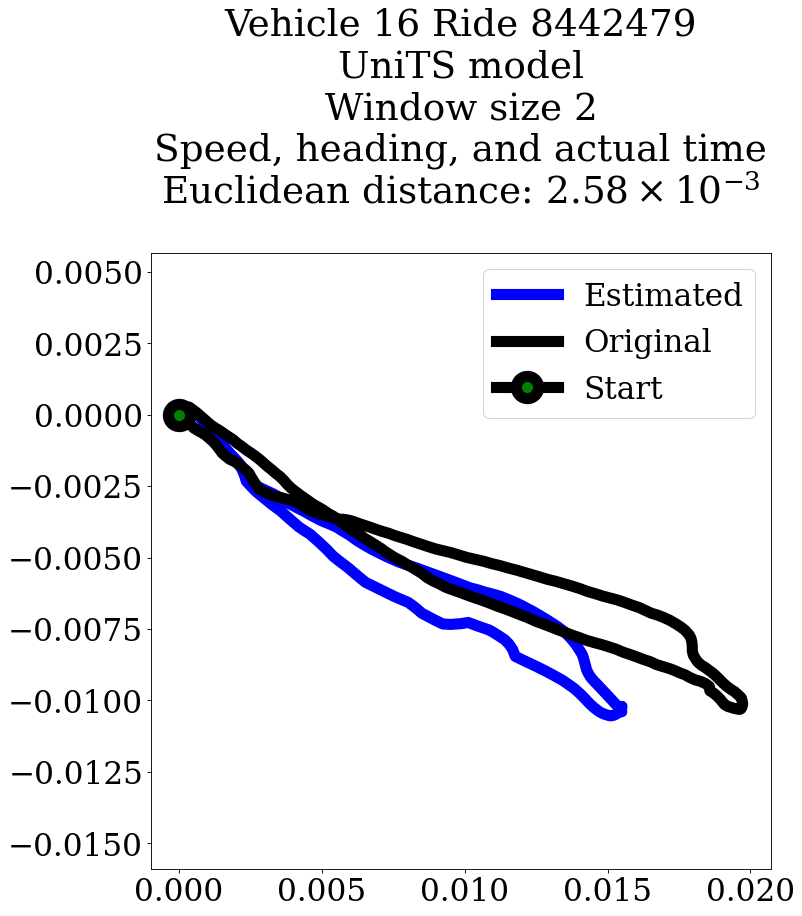 Vehicle 16 Ride 8442479
UniTS model
Window size 2
Speed, heading, and actual time
Euclidean distance: 2.58 × 10⁻³
0.0050
0.0025
0.0000
−0.0025
−0.0050
−0.0075
−0.0100
−0.0125
−0.0150
Estimated
Original
Start
0.000 0.005 0.010 0.015 0.020